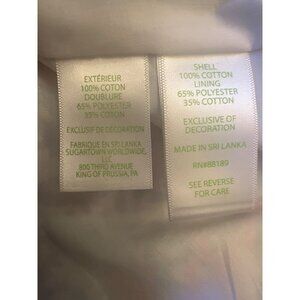 EXTÉRIEUR
100% COTON
DOUBLURE
65% POLYESTER
35% COTON
EXCLUSIF DE DÉCORATION
FABRIQUE EN SRI LANKA
SUGARTOWN WORLDWIDE,
LLC
800 THIRD AVENUE
KING OF PRUSSIA, PA
SHELL
100% COTTON
LINING
65% POLYESTER
35% COTTON
EXCLUSIVE OF
DECORATION
MADE IN SRI LANKA
RN#88189
SEE REVERSE
FOR CARE